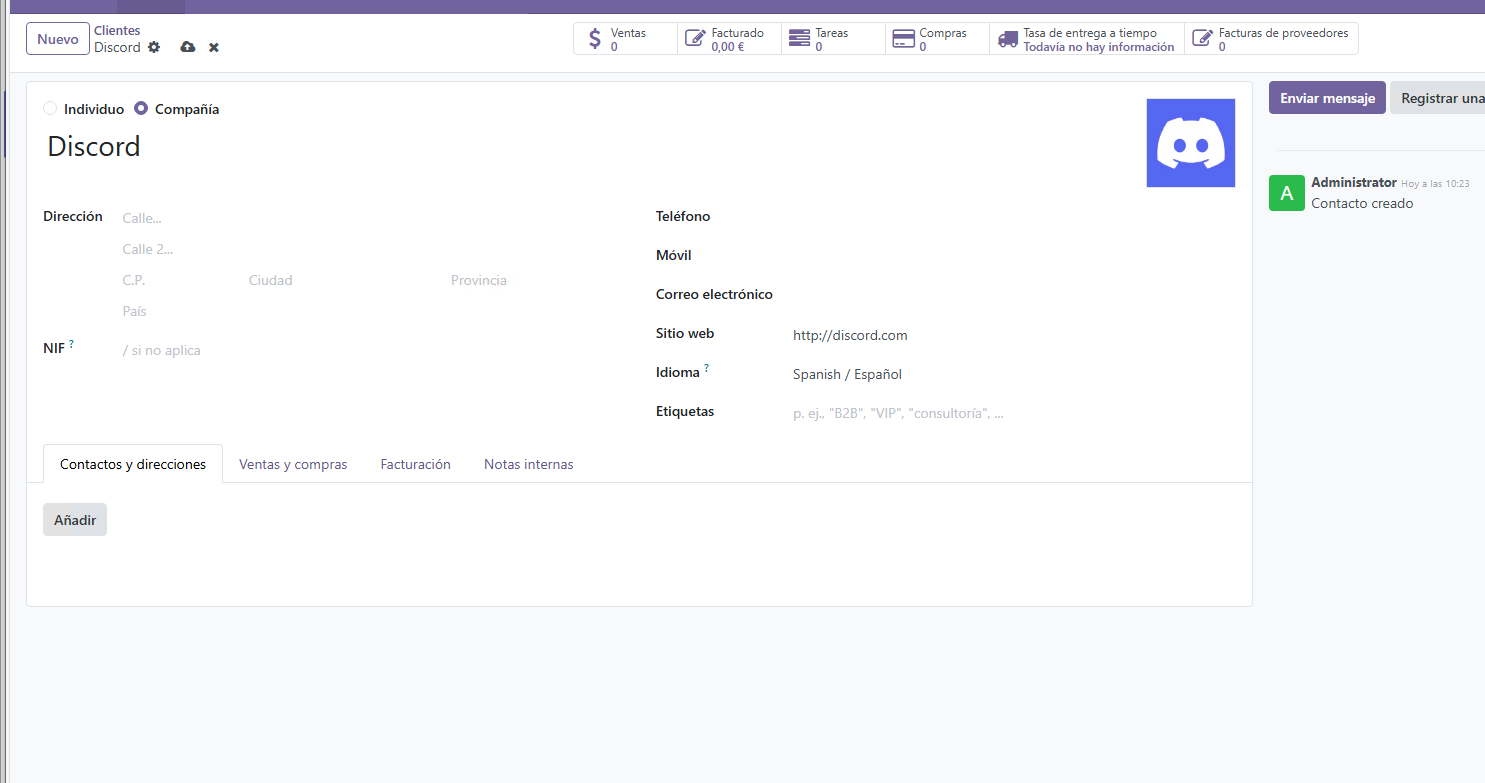 Nuevo
Clientes
Discord
Ventas
0
Facturado
0,00 €
Tareas
0
Compras
0
Tasa de entrega a tiempo
Todavía no hay información
Facturas de proveedores
0
Individuo
Compañía
Discord
Dirección
Calle...
Calle 2...
C.P.
Ciudad
Provincia
País
NIF ?
/ si no aplica
Teléfono
Móvil
Correo electrónico
Sitio web
http://discord.com
Idioma ?
Spanish / Español
Etiquetas
p. ej., "B2B", "VIP", "consultoría", ...
Contactos y direcciones
Ventas y compras
Facturación
Notas internas
Añadir
Enviar mensaje
Registrar una
A
Administrator Hoy a las 10:23
Contacto creado